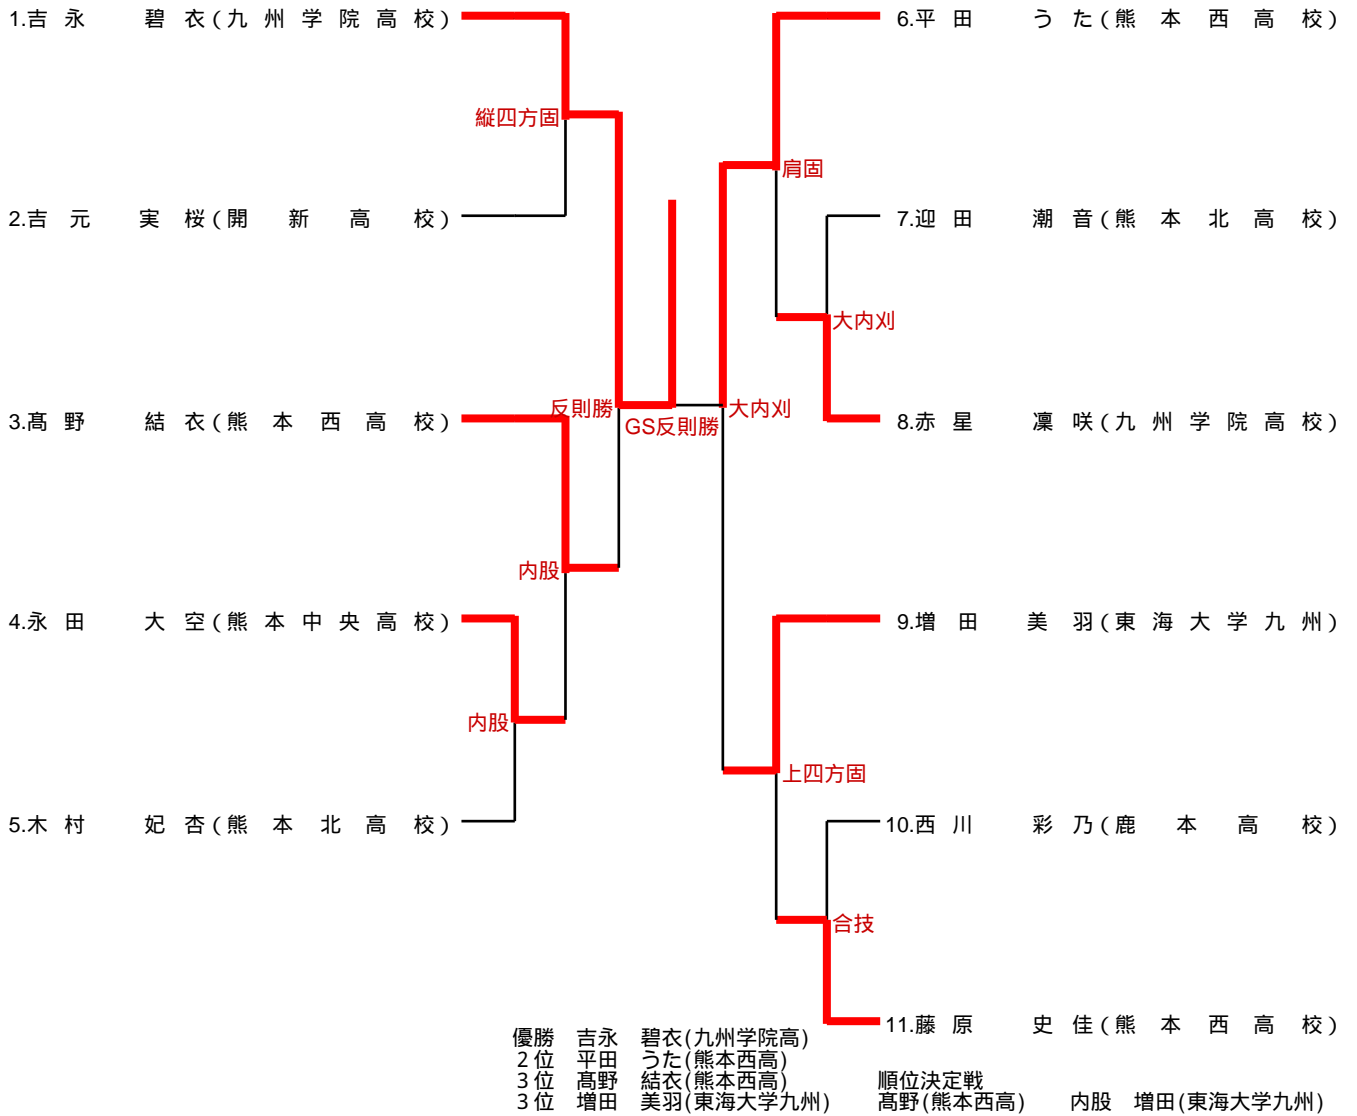 1.吉永 碧衣(九州学院高校)
縦四方固
2.吉元 実桜(開新高校)
反則勝
3.髙野 結衣(熊本西高校)
GS反則勝
内股
4.永田 大空(熊本中央高校)
内股
5.木村 妃杏(熊本北高校)
6.平田 うた(熊本西高校)
肩固
7.迎田 潮音(熊本北高校)
大内刈
大内刈
8.赤星 凜咲(九州学院高校)
9.増田 美羽(東海大学九州)
上四方固
10.西川 彩乃(鹿本高校)
合技
11.藤原 史佳(熊本西高校)
優勝 吉永 碧衣(九州学院高)
2位 平田 うた(熊本西高)
3位 髙野 結衣(熊本西高)
3位 増田 美羽(東海大学九州)
順位決定戦
髙野(熊本西高) 内股 増田(東海大学九州)